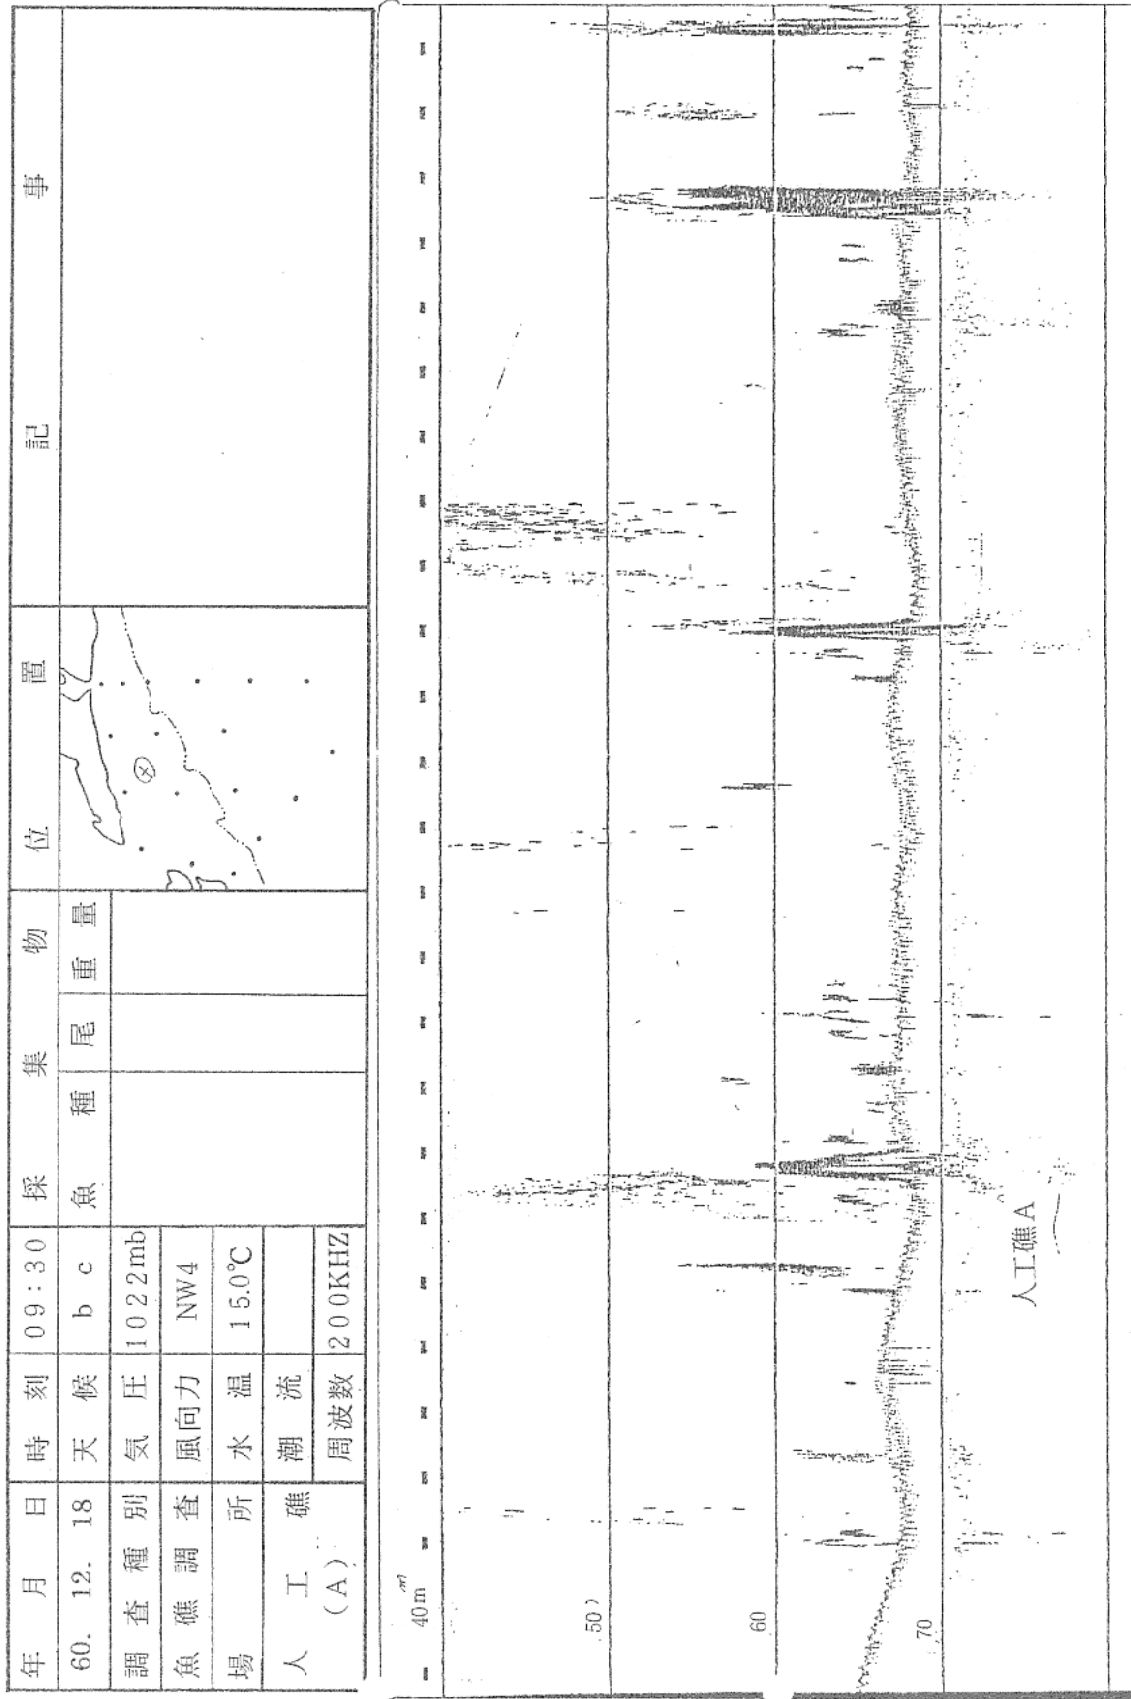 年 月 日 時 刻 09:30 採 集 物 位 置 記 事
60. 12. 18 天 候 b c 魚 種 尾 重 量
調 査 種 別 気 圧 1022mb
魚 礁 調 査 風向力 NW4
場 所 水 温 15.0℃
人 工 礁 潮 流
(A) 周波数 200KHZ
40m
50
60
70
人工礁A